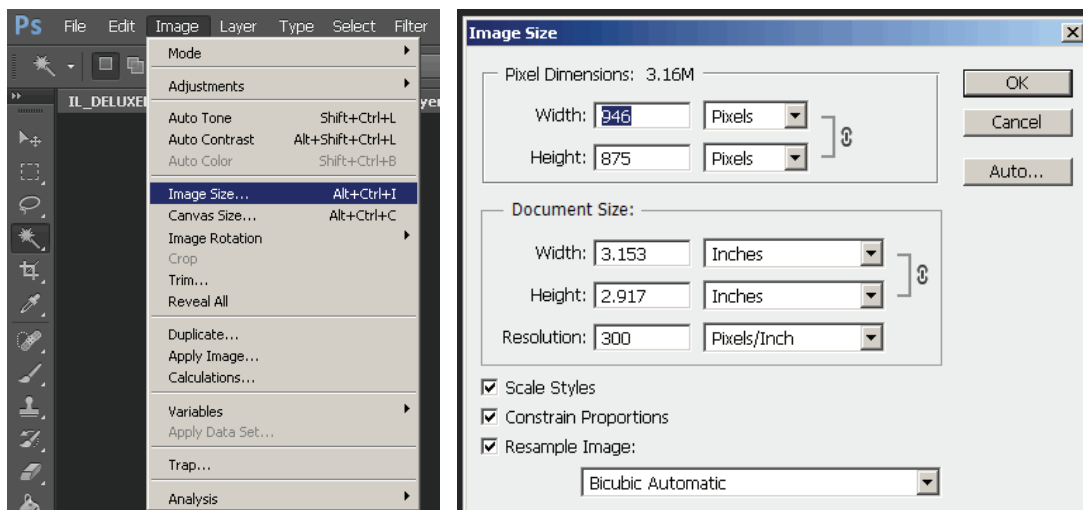 Ps File Edit Image Layer Type Select Filter
IL_DELUXE
Mode
Adjustments
Auto Tone Shift+Ctrl+L
Auto Contrast Alt+Shift+Ctrl+L
Auto Color Shift+Ctrl+B
Image Size... Alt+Ctrl+I
Canvas Size... Alt+Ctrl+C
Image Rotation
Crop
Trim...
Reveal All
Duplicate...
Apply Image...
Calculations...
Variables
Apply Data Set...
Trap...
Analysis
Image Size
Pixel Dimensions: 3.16M
Width: 946 Pixels
Height: 875 Pixels
OK
Cancel
Auto...
Document Size:
Width: 3.153 Inches
Height: 2.917 Inches
Resolution: 300 Pixels/Inch
Scale Styles
Constrain Proportions
Resample Image:
Bicubic Automatic